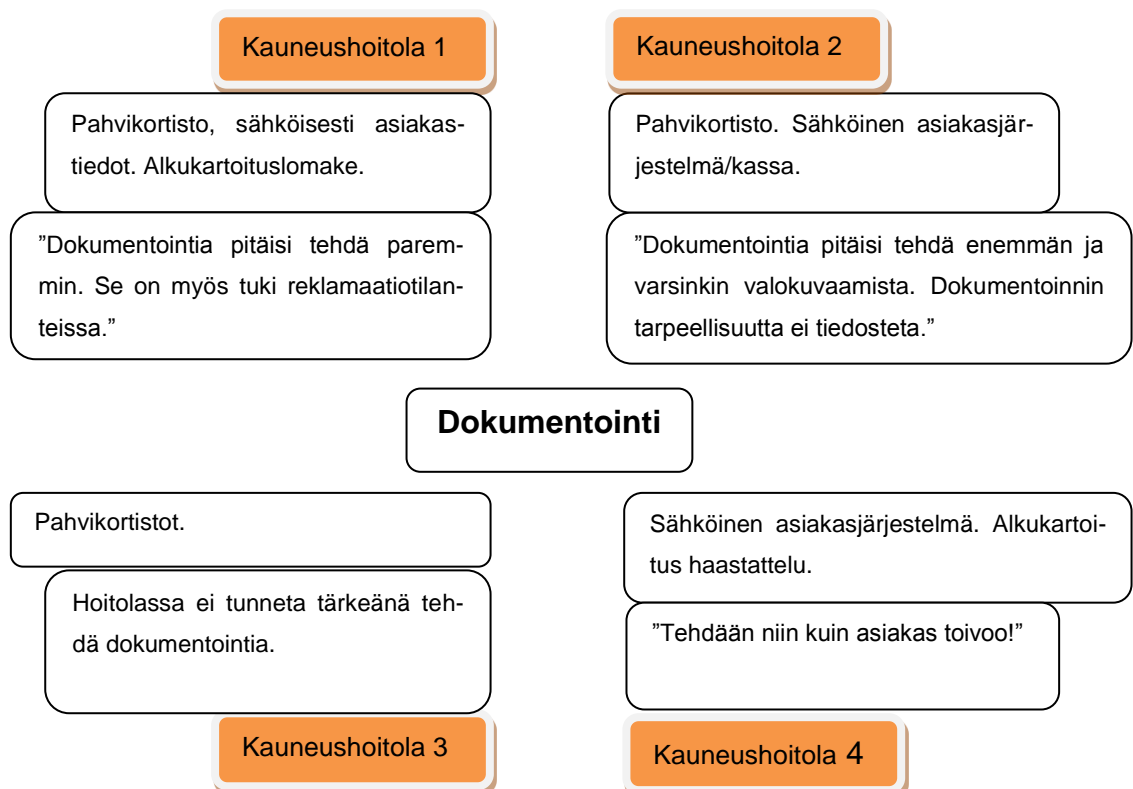 Kauneushoitola 1
Pahvikortisto, sähköisesti asiakas-
tiedot. Alkukartoituslomake.
”Dokumentointia pitäisi tehdä parem-
min. Se on myös tuki reklamaatiotilan-
teissa.”
Kauneushoitola 2
Pahvikortisto. Sähköinen asiakasjär-
jestelmä/kassa.
”Dokumentointia pitäisi tehdä enemmän ja
varsinkin valokuvaamista. Dokumentoinnin
tarpeellisuutta ei tiedosteta.”
Dokumentointi
Pahvikortistot.
Hoitolassa ei tunneta tärkeänä teh-
dä dokumentointia.
Kauneushoitola 3
Sähköinen asiakasjärjestelmä. Alkukartoi-
tus haastattelu.
”Tehdään niin kuin asiakas toivoo!”
Kauneushoitola 4